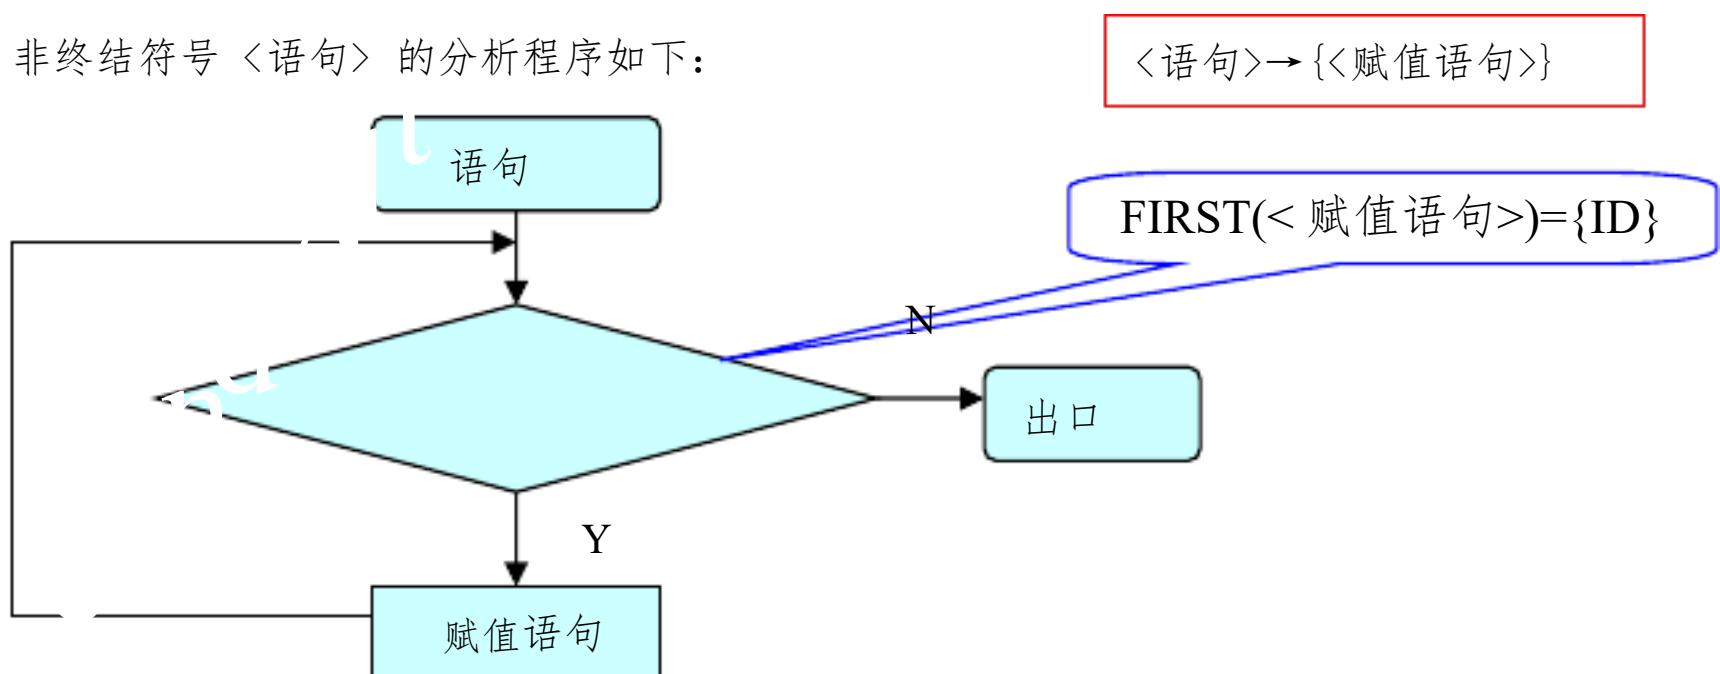 非终结符号〈语句〉的分析程序如下：
〈语句〉→{〈赋值语句〉}
语句
FIRST(<赋值语句>)={ID}
N
出口
Y
赋值语句